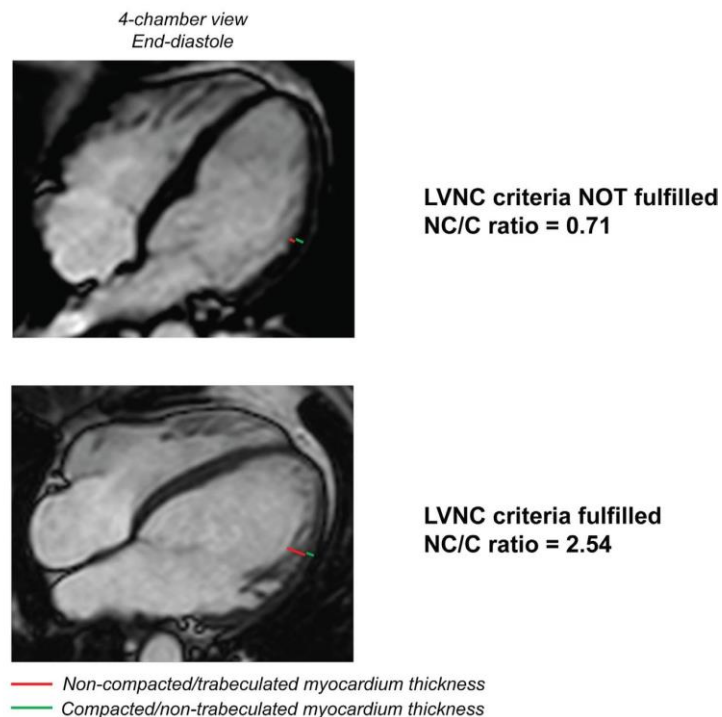 4-chamber view
End-diastole
LVNC criteria NOT fulfilled
NC/C ratio = 0.71
LVNC criteria fulfilled
NC/C ratio = 2.54
Non-compacted/trabeculated myocardium thickness
Compacted/non-trabeculated myocardium thickness